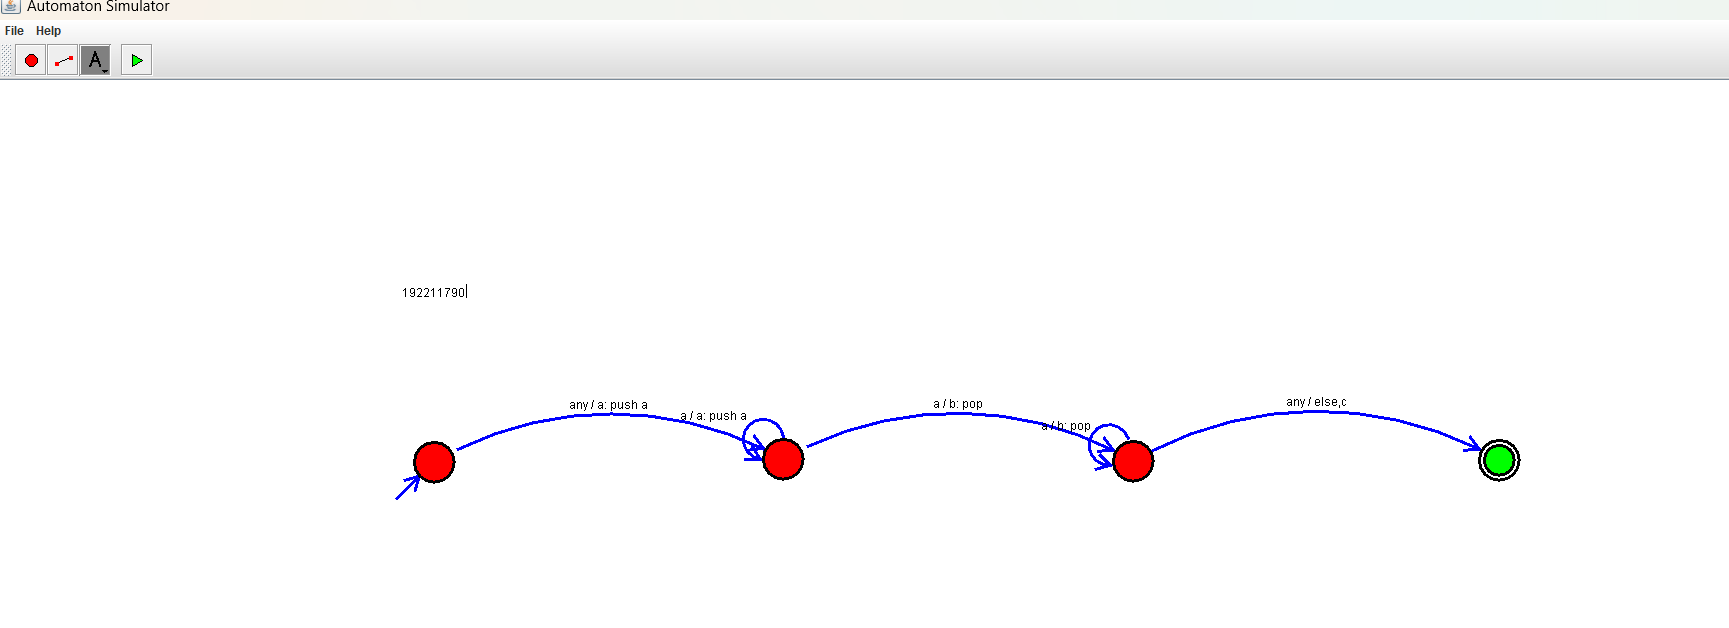 Automaton Simulator
File Help
A
192211790
any / a: push a
a / a: push a
a / b: pop
a / b: pop
any / else,c